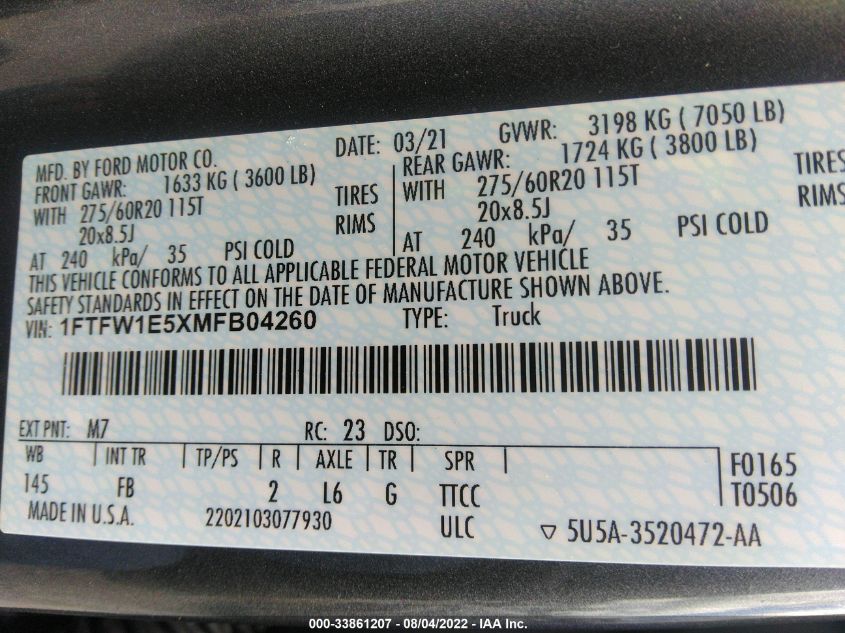 MFD. BY FORD MOTOR CO.
DATE: 03/21 GVWR: 3198 KG ( 7050 LB)
FRONT GAWR: 1633 KG ( 3600 LB)
REAR GAWR: 1724 KG ( 3800 LB)
WITH 275/60R20 115T TIRES
WITH 275/60R20 115T TIRES
20x8.5J RIMS
20x8.5J RIMS
AT 240 kPa/ 35 PSI COLD
AT 240 kPa/ 35 PSI COLD
THIS VEHICLE CONFORMS TO ALL APPLICABLE FEDERAL MOTOR VEHICLE
SAFETY STANDARDS IN EFFECT ON THE DATE OF MANUFACTURE SHOWN ABOVE.
VIN: 1FTFW1E5XMFB04260 TYPE: Truck
EXT PNT: M7 RC: 23 DSO:
WB INT TR TP/PS R AXLE TR SPR F0165
145 FB 2 L6 G TTCC T0506
MADE IN U.S.A. 2202103077930 ULC ▽ 5U5A-3520472-AA
000-33861207 - 08/04/2022 - IAA Inc.